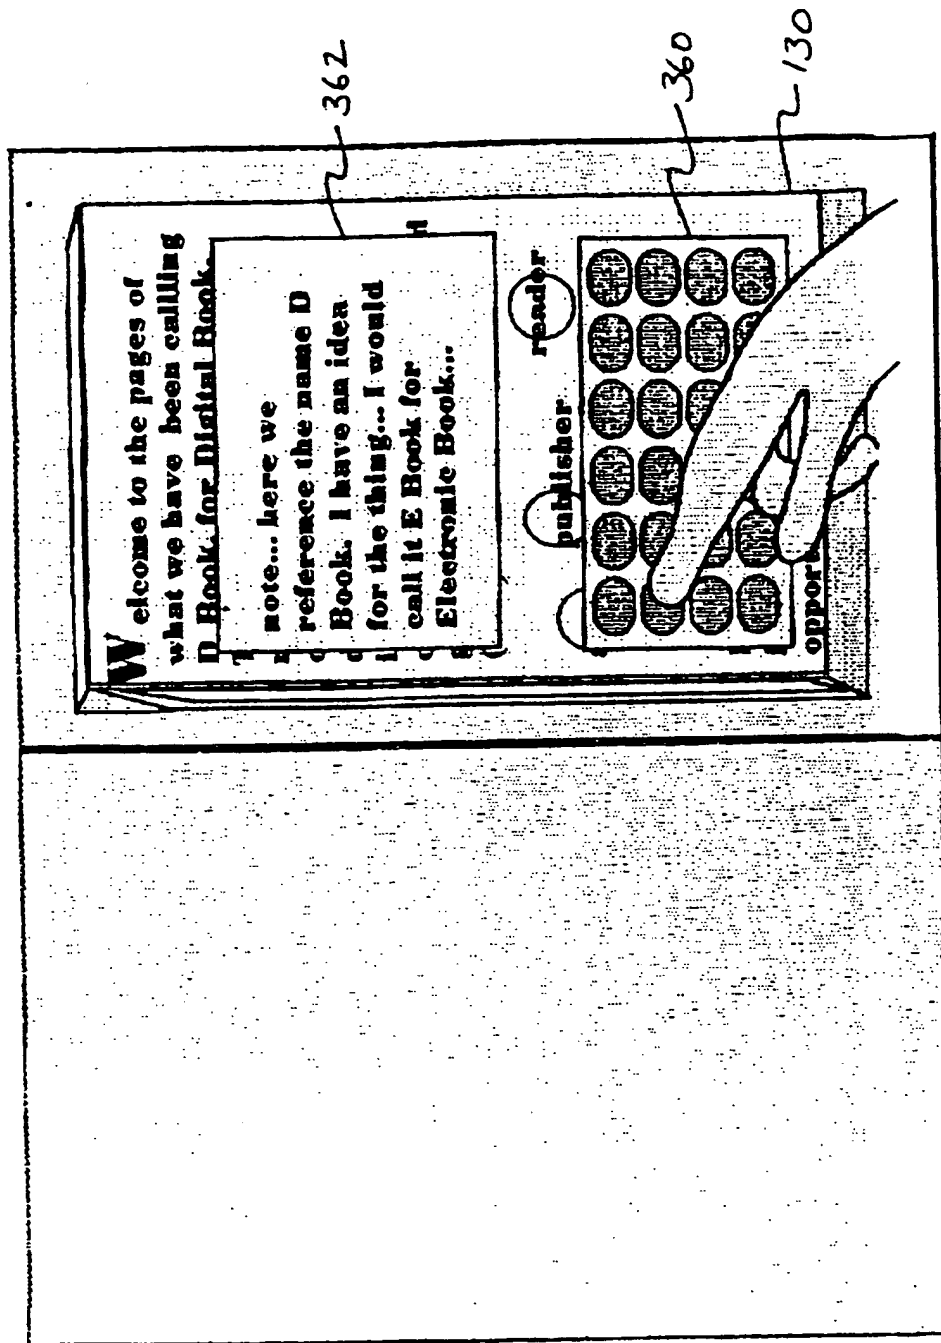 Welcome to the pages of
what we have been callling
D Book, for Digital Book.
note... here we
reference the name D
Book. I have an idea
for the thing... I would
call it E Book for
Electronic Book...
publisher
reader
oppor
362
360
130